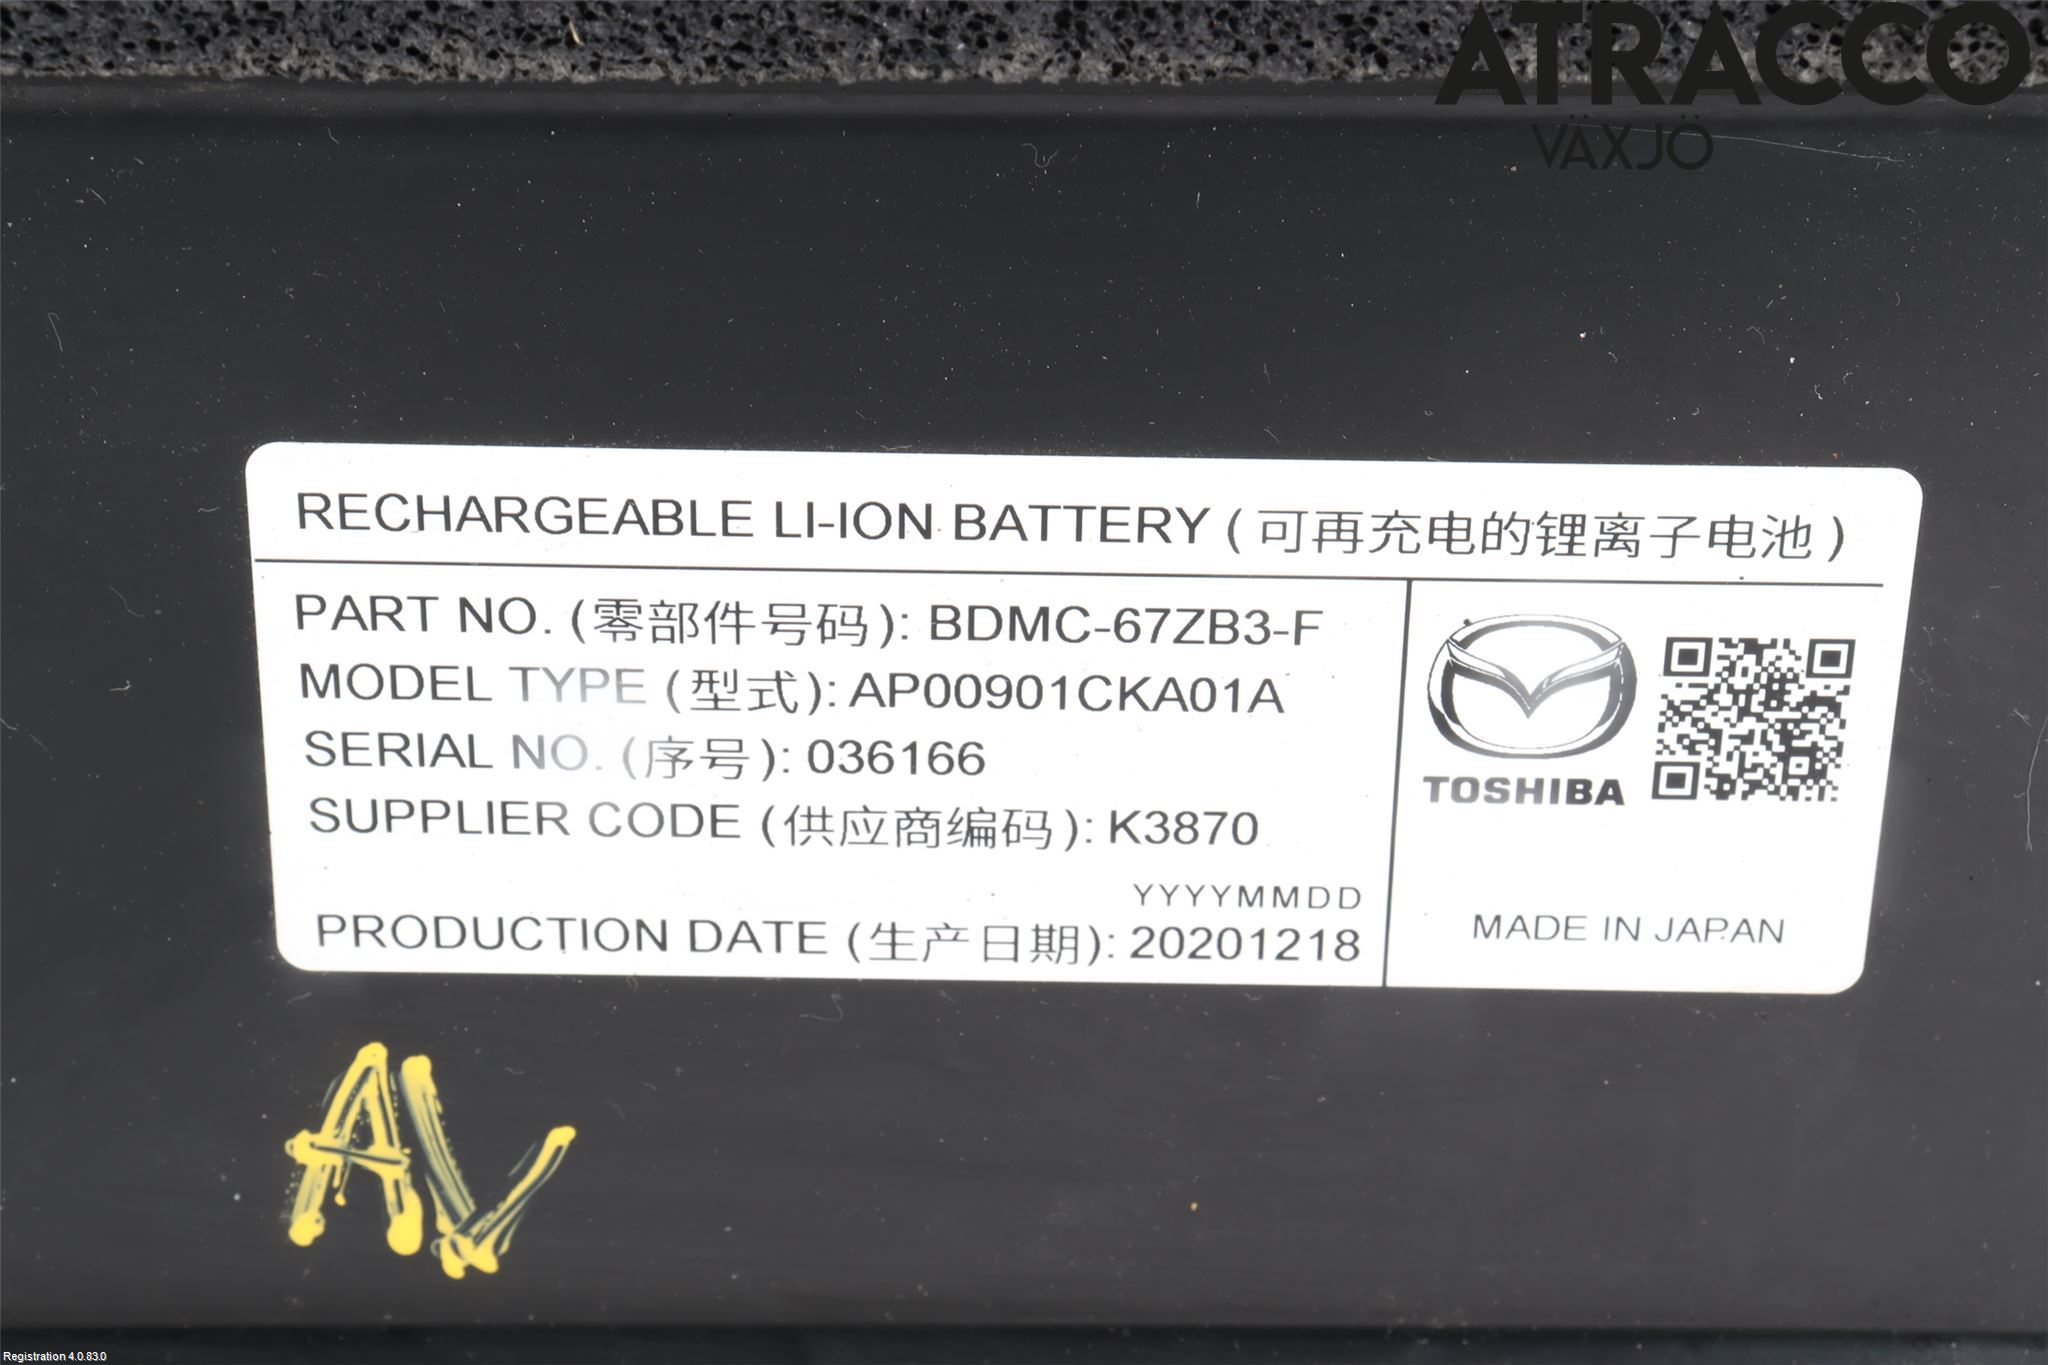 ATRACCO
VÄXJÖ
RECHARGEABLE LI-ION BATTERY (可再充电的锂离子电池)
PART NO. (零部件号码): BDMC-67ZB3-F
MODEL TYPE (型式): AP00901CKA01A
SERIAL NO. (序号): 036166
SUPPLIER CODE (供应商编码): K3870
YYYYMMDD
PRODUCTION DATE (生产日期): 20201218
TOSHIBA
MADE IN JAPAN
AV
Registration 4.0.83.0